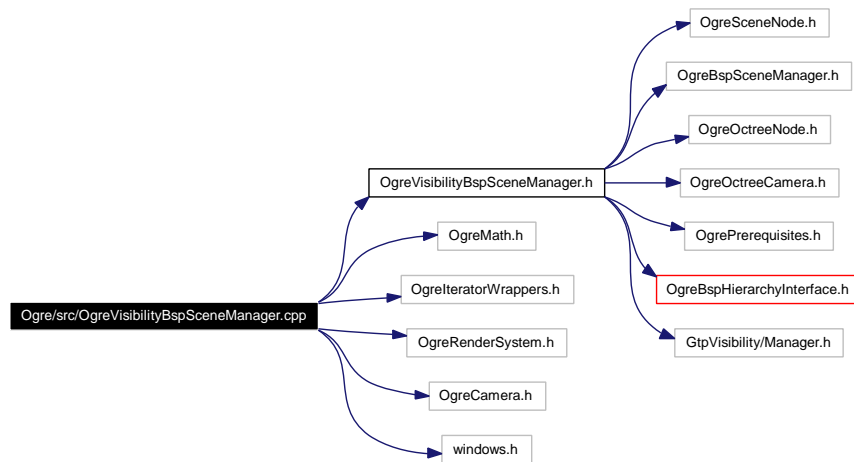 OgreSceneNode.h
OgreBspSceneManager.h
OgreOctreeNode.h
OgreVisibilityBspSceneManager.h
OgreOctreeCamera.h
OgreMath.h
OgrePrerequisites.h
OgreIteratorWrappers.h
OgreBspHierarchyInterface.h
Ogre/src/OgreVisibilityBspSceneManager.cpp
OgreRenderSystem.h
GtpVisibility/Manager.h
OgreCamera.h
windows.h